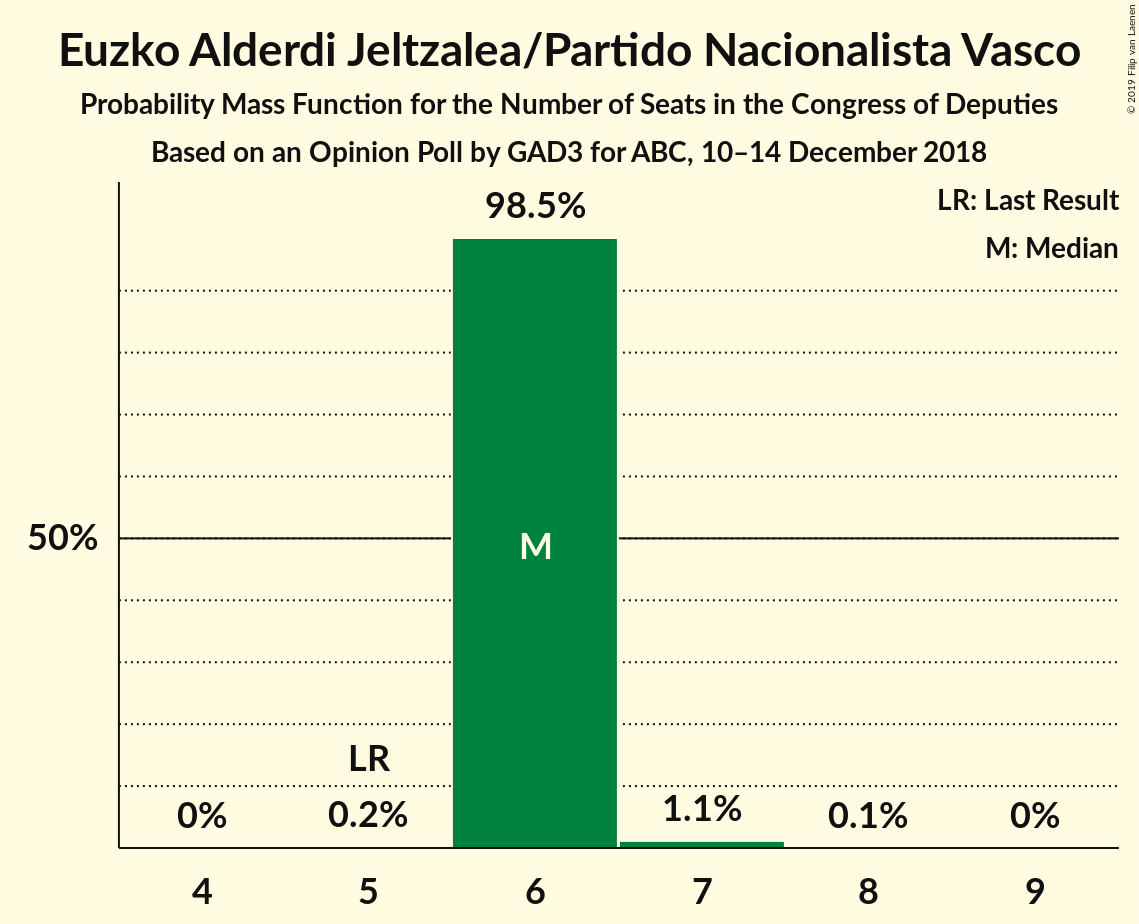 Euzko Alderdi Jeltzalea/Partido Nacionalista Vasco
Probability Mass Function for the Number of Seats in the Congress of Deputies
Based on an Opinion Poll by GAD3 for ABC, 10–14 December 2018
© 2019 Filip van Laenen
LR: Last Result
M: Median
98.5%
50%
M
LR
0%
0.2%
1.1%
0.1%
0%
4
5
6
7
8
9